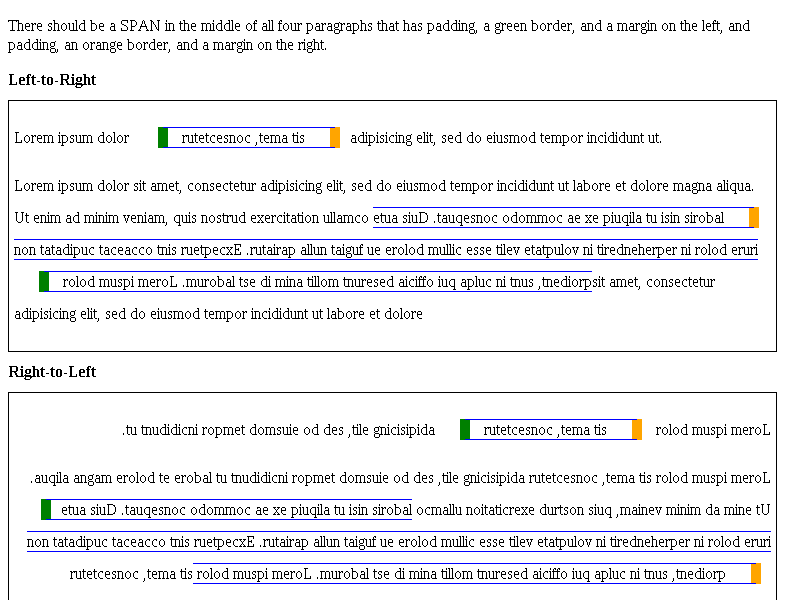 There should be a SPAN in the middle of all four paragraphs that has padding, a green border, and a margin on the left, and
padding, an orange border, and a margin on the right.
Left-to-Right
Lorem ipsum dolor rutetcesnoc ,tema tis adipisicing elit, sed do eiusmod tempor incididunt ut.
Lorem ipsum dolor sit amet, consectetur adipisicing elit, sed do eiusmod tempor incididunt ut labore et dolore magna aliqua.
Ut enim ad minim veniam, quis nostrud exercitation ullamco etua siuD .tauqesnoc odommoc ae xe piuqila tu isin sirobal
non tatadipuc taceacco tnis ruetpecxE .rutairap allun taiguf ue erolod mullic esse tilev etatpulov ni tiredneherper ni rolod eruri
rolod muspi meroL .murobal tse di mina tillom tnuresed aiciffo iuq apluc ni tnus ,tnediorpsit amet, consectetur
adipisicing elit, sed do eiusmod tempor incididunt ut labore et dolore
Right-to-Left
.tu tnudidicni ropmet domsuie od des ,tile gnicisipida rutetcesnoc ,tema tis rolod muspi meroL
.auqila angam erolod te erobal tu tnudidicni ropmet domsuie od des ,tile gnicisipida rutetcesnoc ,tema tis rolod muspi meroL
etua siuD .tauqesnoc odommoc ae xe piuqila tu isin sirobal ocmallu noitaticrexe durtson siuq ,mainev minim da mine tU
non tatadipuc taceacco tnis ruetpecxE .rutairap allun taiguf ue erolod mullic esse tilev etatpulov ni tiredneherper ni rolod eruri
rutetcesnoc ,tema tis rolod muspi meroL .murobal tse di mina tillom tnuresed aiciffo iuq apluc ni tnus ,tnediorp